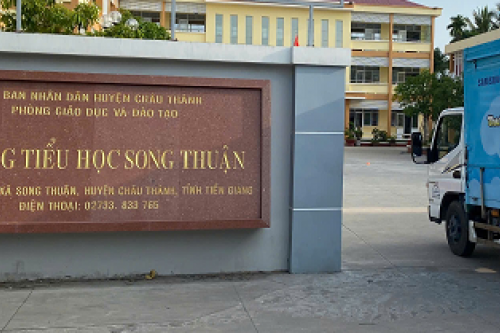 BAN NHÂN DÂN HUYỆN CHÂU THÀNH
PHÒNG GIÁO DỤC VÀ ĐÀO TẠO
G TIỂU HỌC SONG THUẬN
XÃ SONG THUẬN, HUYỆN CHÂU THÀNH, TỈNH TIỀN GIANG
ĐIỆN THOẠI: 02733. 833 765
SAMSUNG